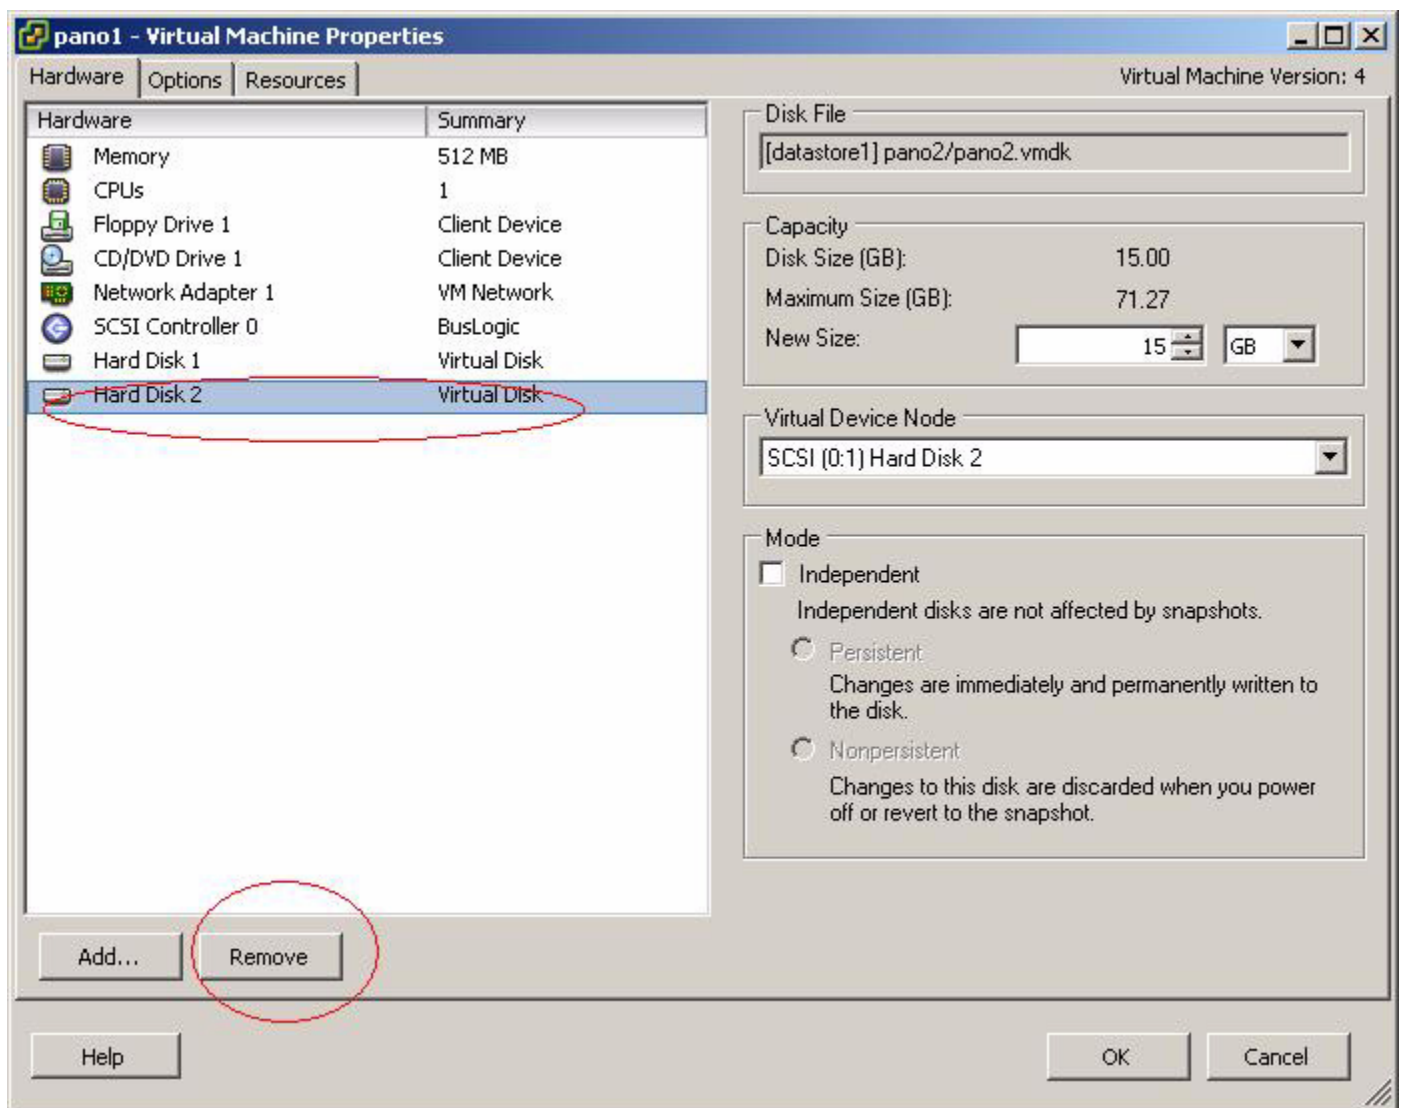 pano1 - Virtual Machine Properties
Hardware Options Resources Virtual Machine Version: 4
Hardware Summary
Memory 512 MB
CPUs 1
Floppy Drive 1 Client Device
CD/DVD Drive 1 Client Device
Network Adapter 1 VM Network
SCSI Controller 0 BusLogic
Hard Disk 1 Virtual Disk
Hard Disk 2 Virtual Disk
Add... Remove
Disk File
[datastore1] pano2/pano2.vmdk
Capacity
Disk Size (GB): 15.00
Maximum Size (GB): 71.27
New Size: 15 GB
Virtual Device Node
SCSI (0:1) Hard Disk 2
Mode
Independent
Independent disks are not affected by snapshots.
Persistent
Changes are immediately and permanently written to
the disk.
Nonpersistent
Changes to this disk are discarded when you power
off or revert to the snapshot.
Help OK Cancel